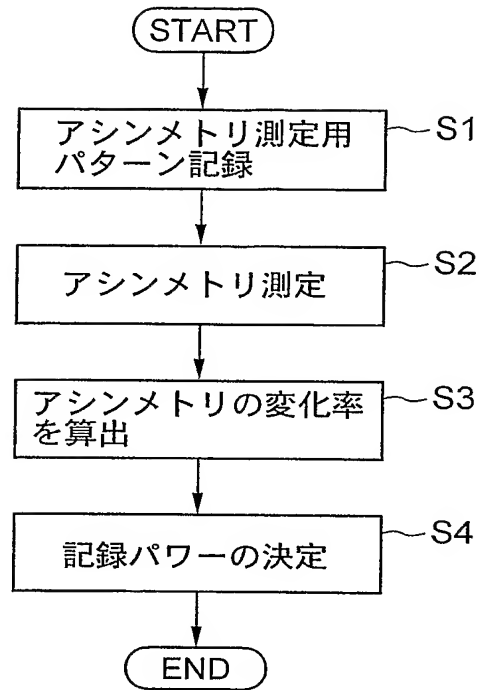 START
アシンメトリ測定用
パターン記録
S1
アシンメトリ測定
S2
アシンメトリの変化率
を算出
S3
記録パワーの決定
S4
END